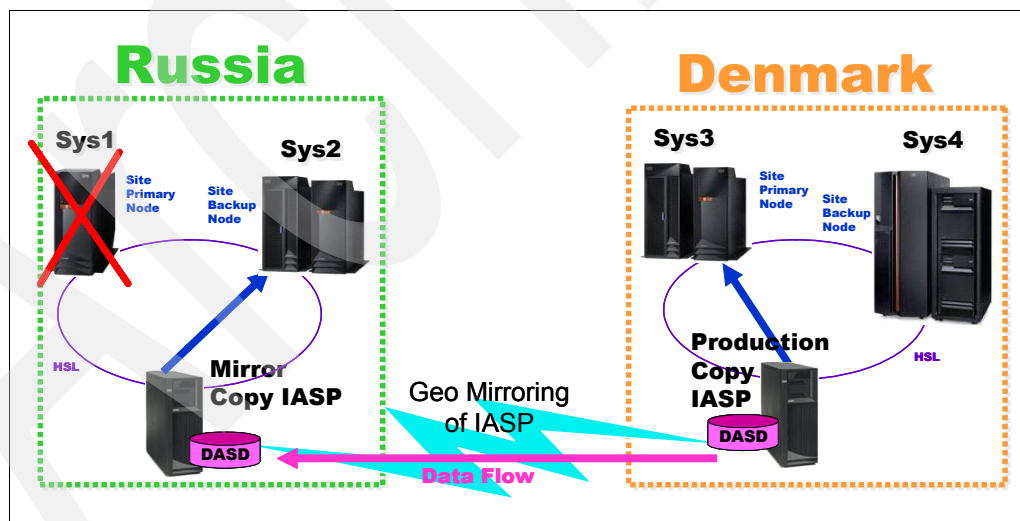 Russia
Denmark
Sys1
Sys2
Site
Primary
Node
Site
Backup
Node
HSL
Mirror
Copy IASP
DASD
Geo Mirroring
of IASP
Data Flow
Sys3
Sys4
Site
Primary
Node
Site
Backup
Node
HSL
Production
Copy
IASP
DASD